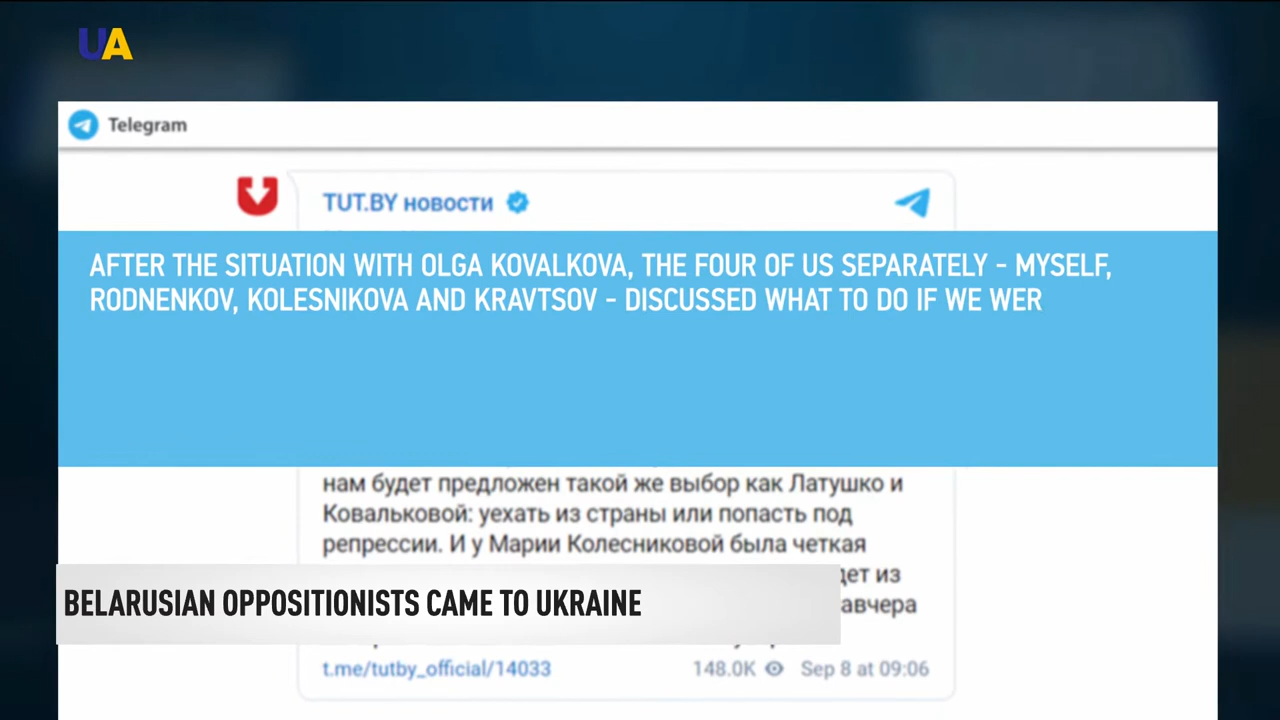 UA
Telegram
TUT.BY новости
AFTER THE SITUATION WITH OLGA KOVALKOVA, THE FOUR OF US SEPARATELY - MYSELF,
RODNENKOV, KOLESNIKOVA AND KRAVTSOV - DISCUSSED WHAT TO DO IF WE WER
нам будет предложен такой же выбор как Латушко и
Ковальковой: уехать из страны или попасть под
репрессии. И у Марии Колесниковой была четкая
из
BELARUSIAN OPPOSITIONISTS CAME TO UKRAINE
t.me/tutby_official/14033
148.0K Sep 8 at 09:06